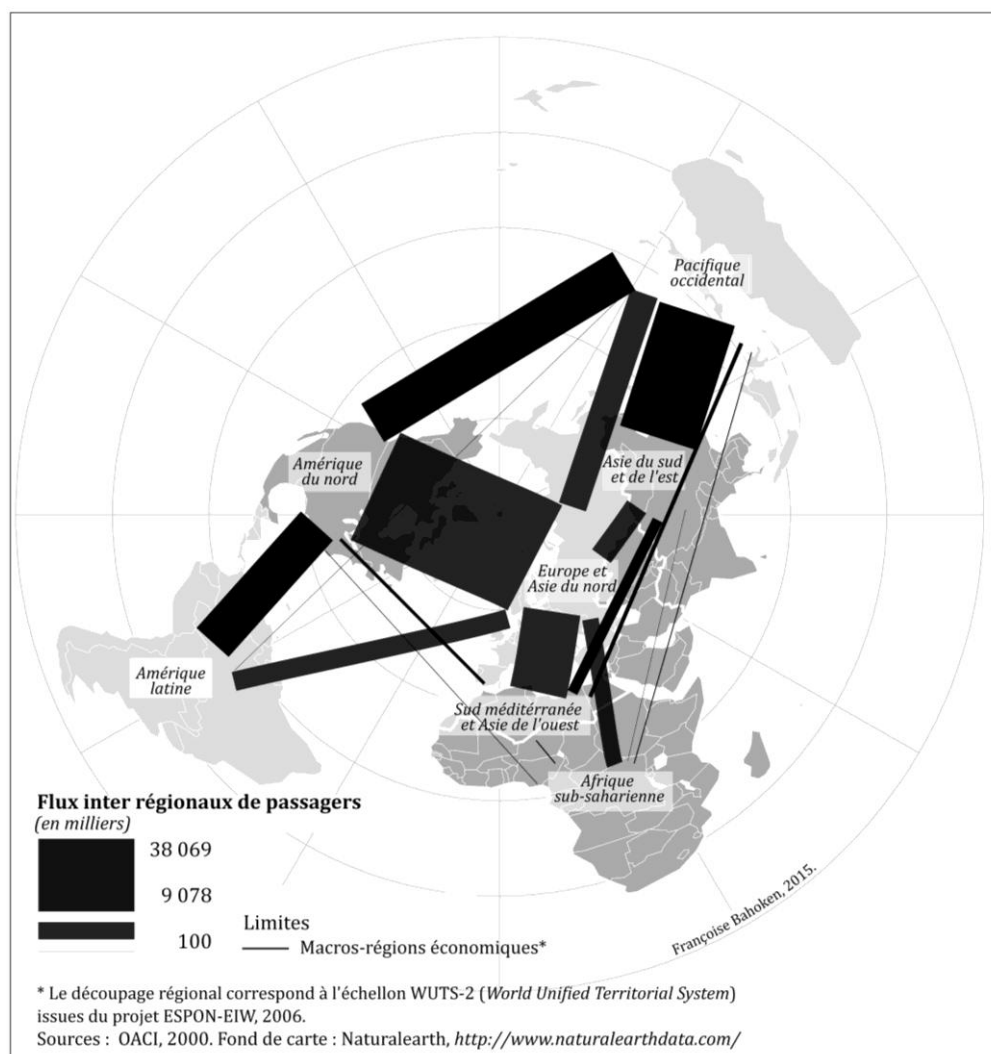 Pacifique
occidental
Amérique
du nord
Asie du sud
et de l'est
Europe et
Asie du nord
Amérique
latine
Sud méditérranée
et Asie de l'ouest
Afrique
sub-saharienne
Flux inter régionaux de passagers
(en milliers)
38 069
9 078
100
Limites
Macros-régions économiques*
Françoise Bahoken, 2015.
* Le découpage régional correspond à l'échellon WUTS-2 (World Unified Territorial System)
issues du projet ESPON-EIW, 2006.
Sources : OACI, 2000. Fond de carte : Naturalearth, http://www.naturalearthdata.com/